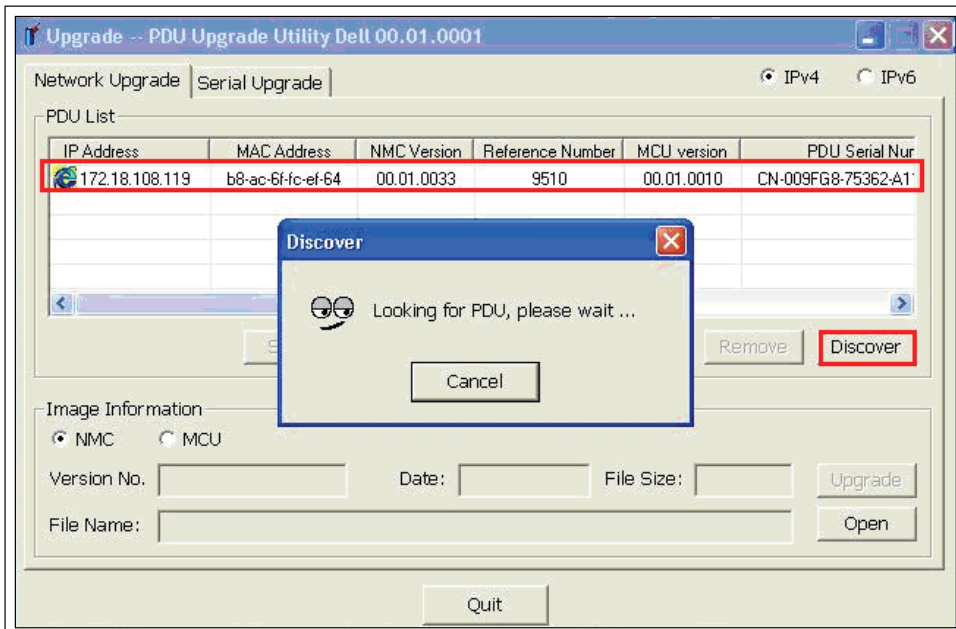 Upgrade -- PDU Upgrade Utility Dell 00.01.0001
Network Upgrade Serial Upgrade IPv4 IPv6
PDU List
IP Address MAC Address NMC Version Reference Number MCU version PDU Serial Nur
172.18.108.119 b8-ac-6f-fc-ef-64 00.01.0033 9510 00.01.0010 CN-009FG8-75362-A1
Discover
Looking for PDU, please wait ...
S Remove Discover
Cancel
Image Information
NMC MCU
Version No. Date: File Size: Upgrade
File Name: Open
Quit